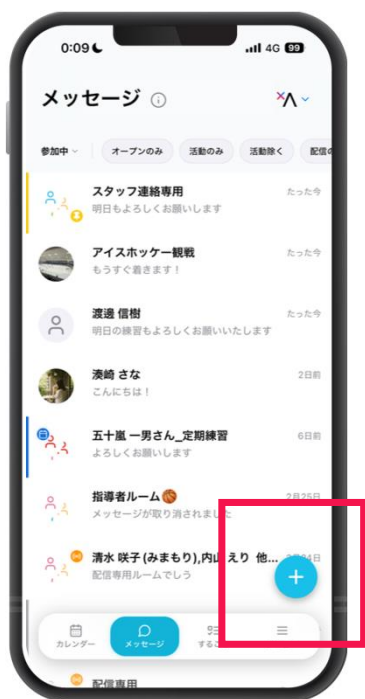 0:09
4G 99
メッセージ
参加中
オープンのみ
活動のみ
活動除く
スタッフ連絡専用
たった今
明日もよろしくお願いします
アイスホッケー観戦
たった今
もうすぐ着きます！
渡邉 信樹
たった今
明日の練習もよろしくお願いいたします
湊崎 さな
2日前
こんにちは！
五十嵐 一男さん_定期練習
6日前
よろしくお願いします
指導者ルーム🏀
2月25日
メッセージが取り消されました
清水 咲子(みまもり),内山 えり 他...
配信専用ルームでしう
カレンダー
メッセージ
配信専用